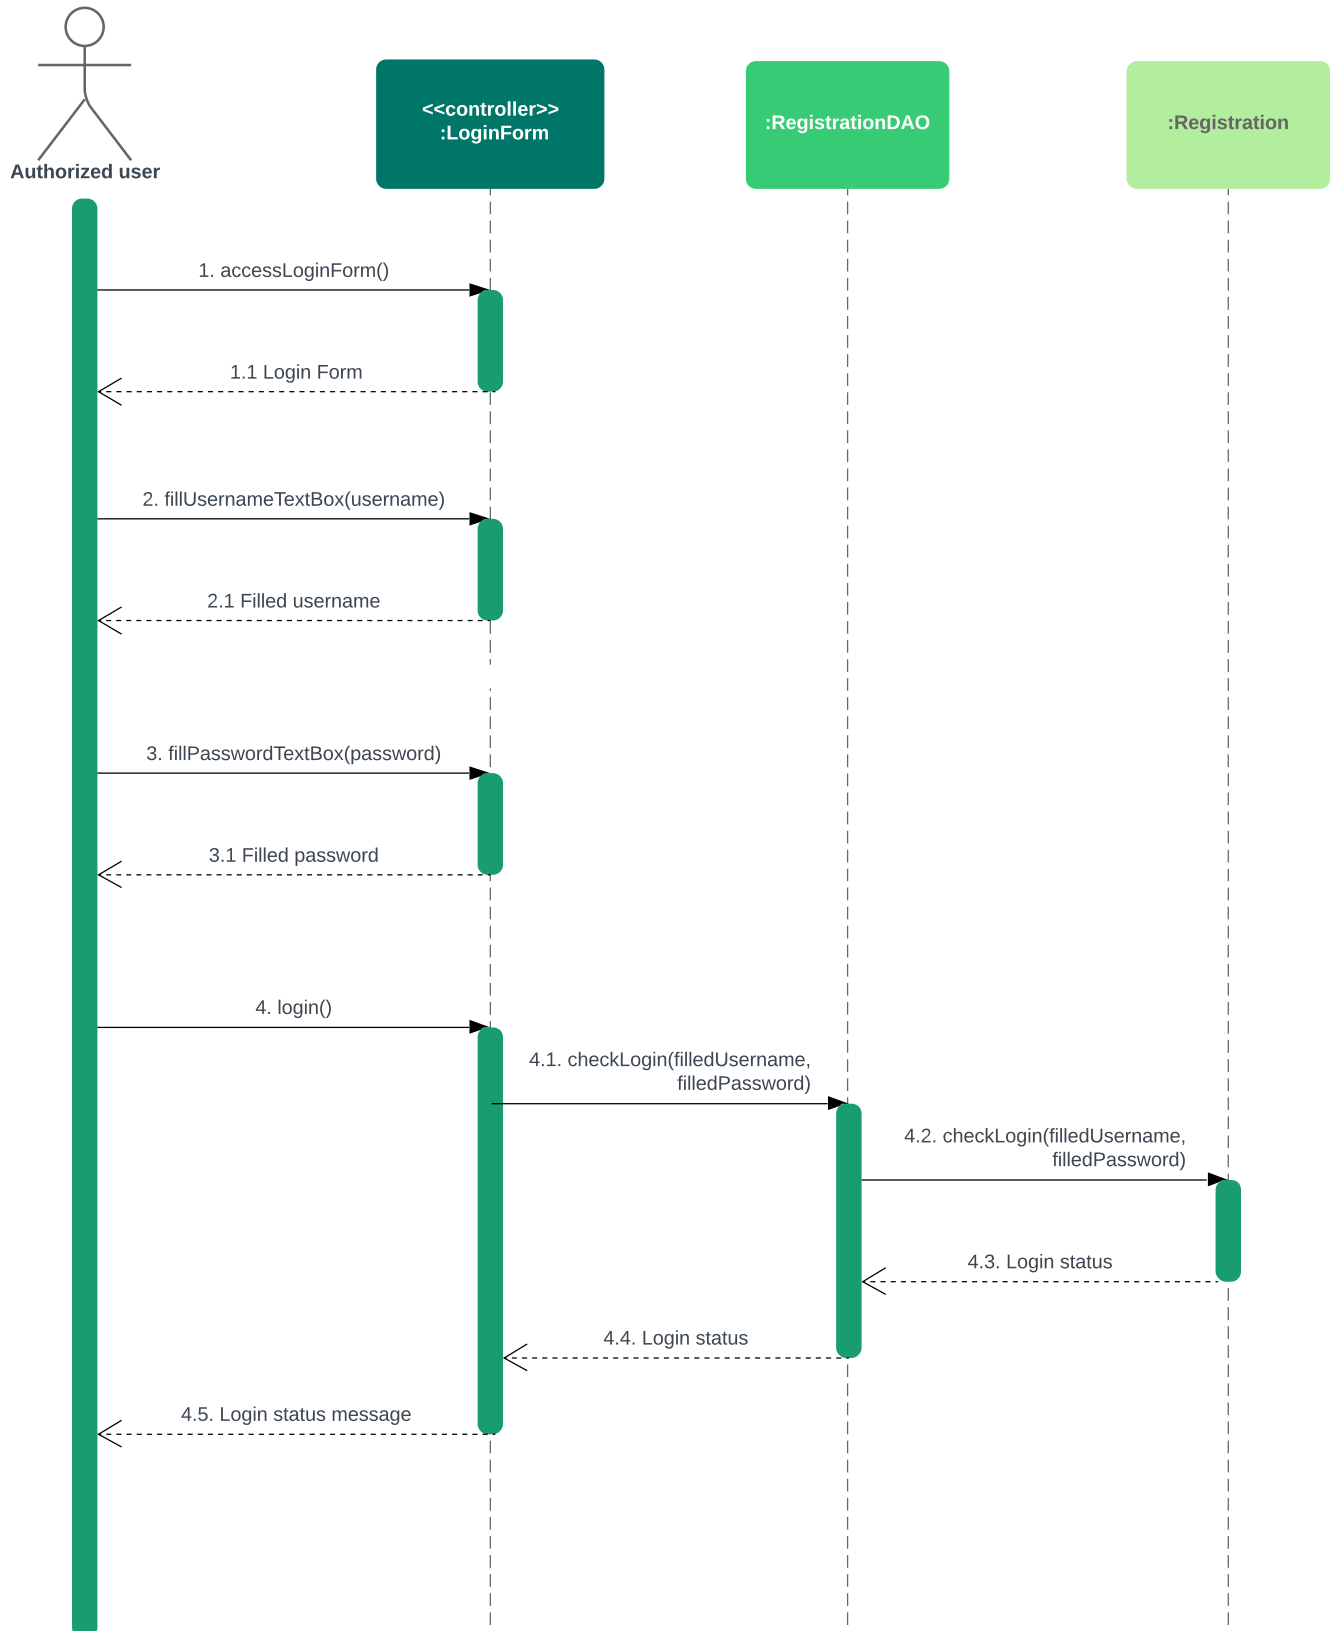 Authorized user
<<controller>>
:LoginForm
:RegistrationDAO
:Registration
1. accessLoginForm()
1.1 Login Form
2. fillUsernameTextBox(username)
2.1 Filled username
3. fillPasswordTextBox(password)
3.1 Filled password
4. login()
4.1. checkLogin(filledUsername,
filledPassword)
4.2. checkLogin(filledUsername,
filledPassword)
4.3. Login status
4.4. Login status
4.5. Login status message